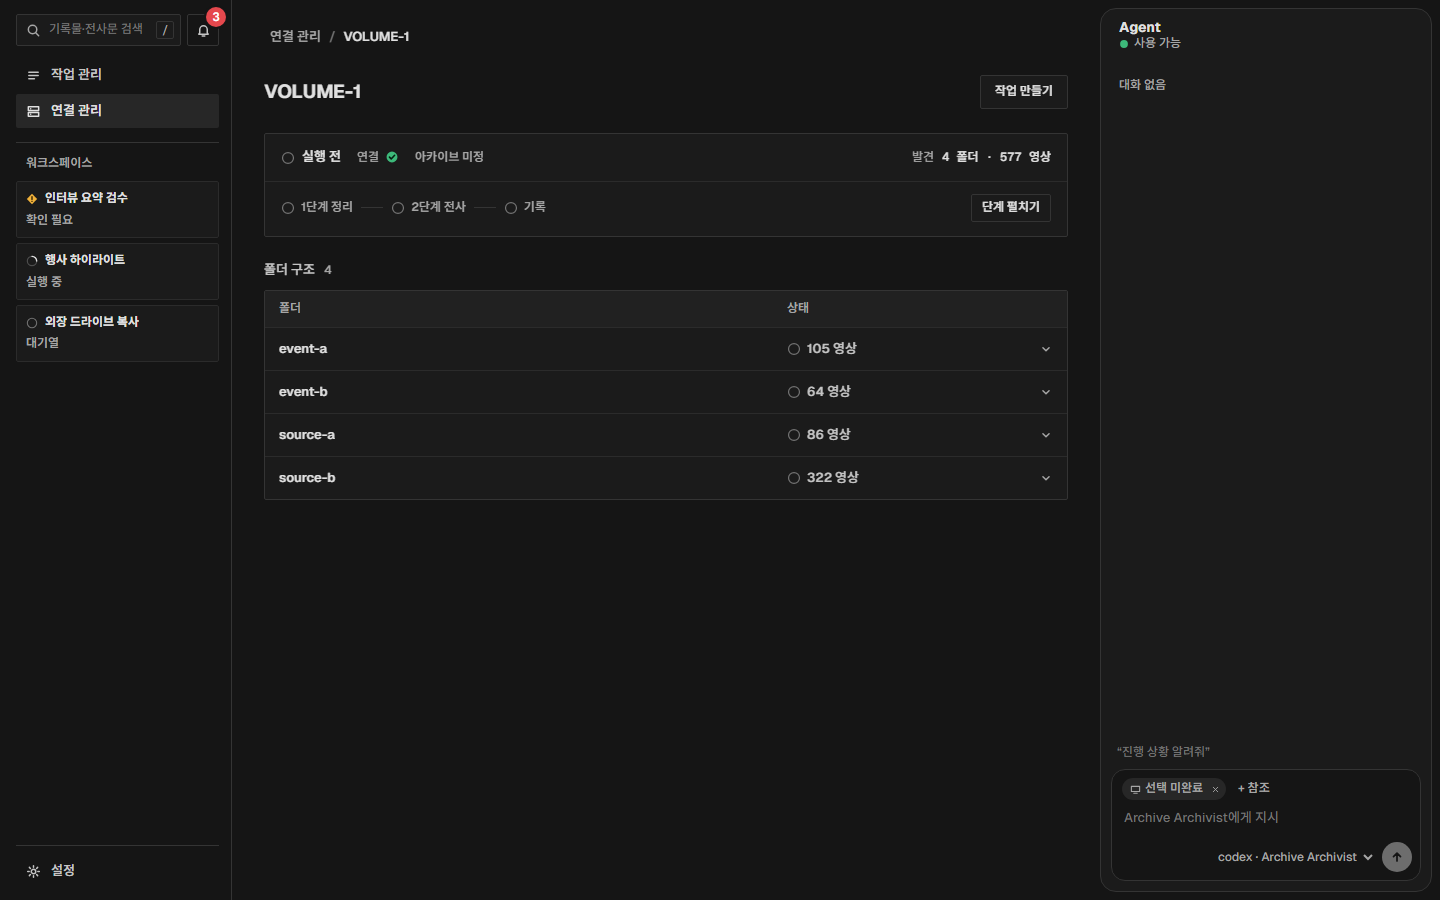 기록물·전사문 검색 /
3
작업 관리
연결 관리
워크스페이스
인터뷰 요약 검수
확인 필요
행사 하이라이트
실행 중
외장 드라이브 복사
대기열
설정
연결 관리 / VOLUME-1
VOLUME-1
작업 만들기
실행 전 연결 아카이브 미정 발견 4 폴더 · 577 영상
1단계 정리 2단계 전사 기록 단계 펼치기
폴더 구조 4
폴더 상태
event-a 105 영상
event-b 64 영상
source-a 86 영상
source-b 322 영상
Agent
사용 가능
대화 없음
“진행 상황 알려줘”
선택 미완료 × + 참조
Archive Archivist에게 지시
codex · Archive Archivist